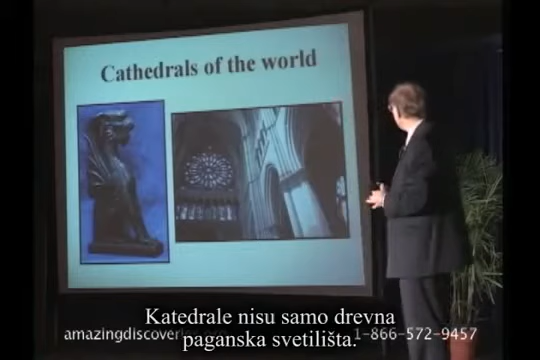 Cathedrals of the world
Katedrale nisu samo drevna
amazingdiscoveries.org
1-866-572-9457
paganska svetilišta.